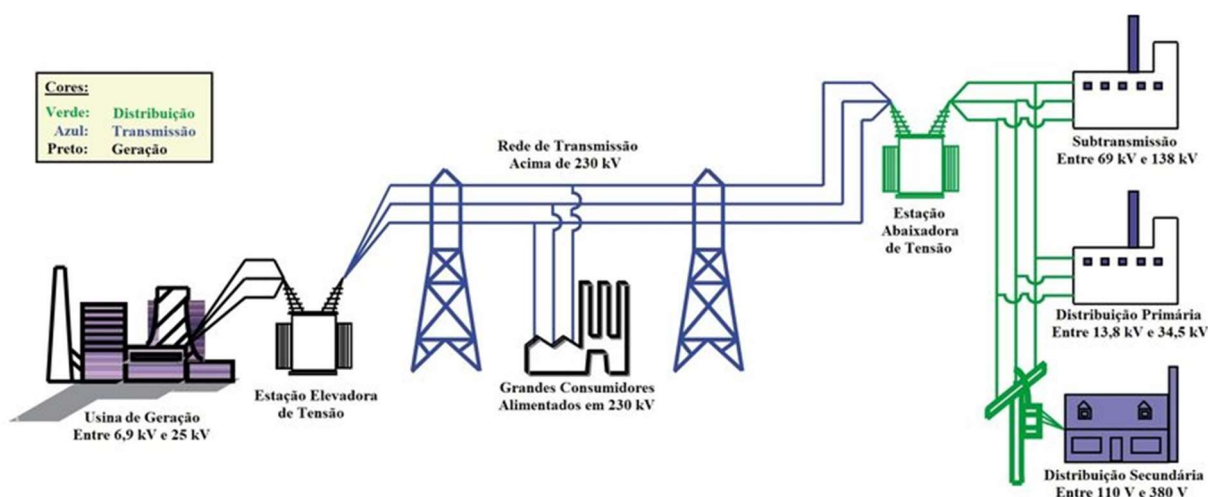 Cores:
Verde: Distribuição
Azul: Transmissão
Preto: Geração
Rede de Transmissão
Acima de 230 kV
Usina de Geração
Entre 6,9 kV e 25 kV
Estação Elevadora
de Tensão
Grandes Consumidores
Alimentados em 230 kV
Estação
Abaixadora
de Tensão
Subtransmissão
Entre 69 kV e 138 kV
Distribuição Primária
Entre 13,8 kV e 34,5 kV
Distribuição Secundária
Entre 110 V e 380 V